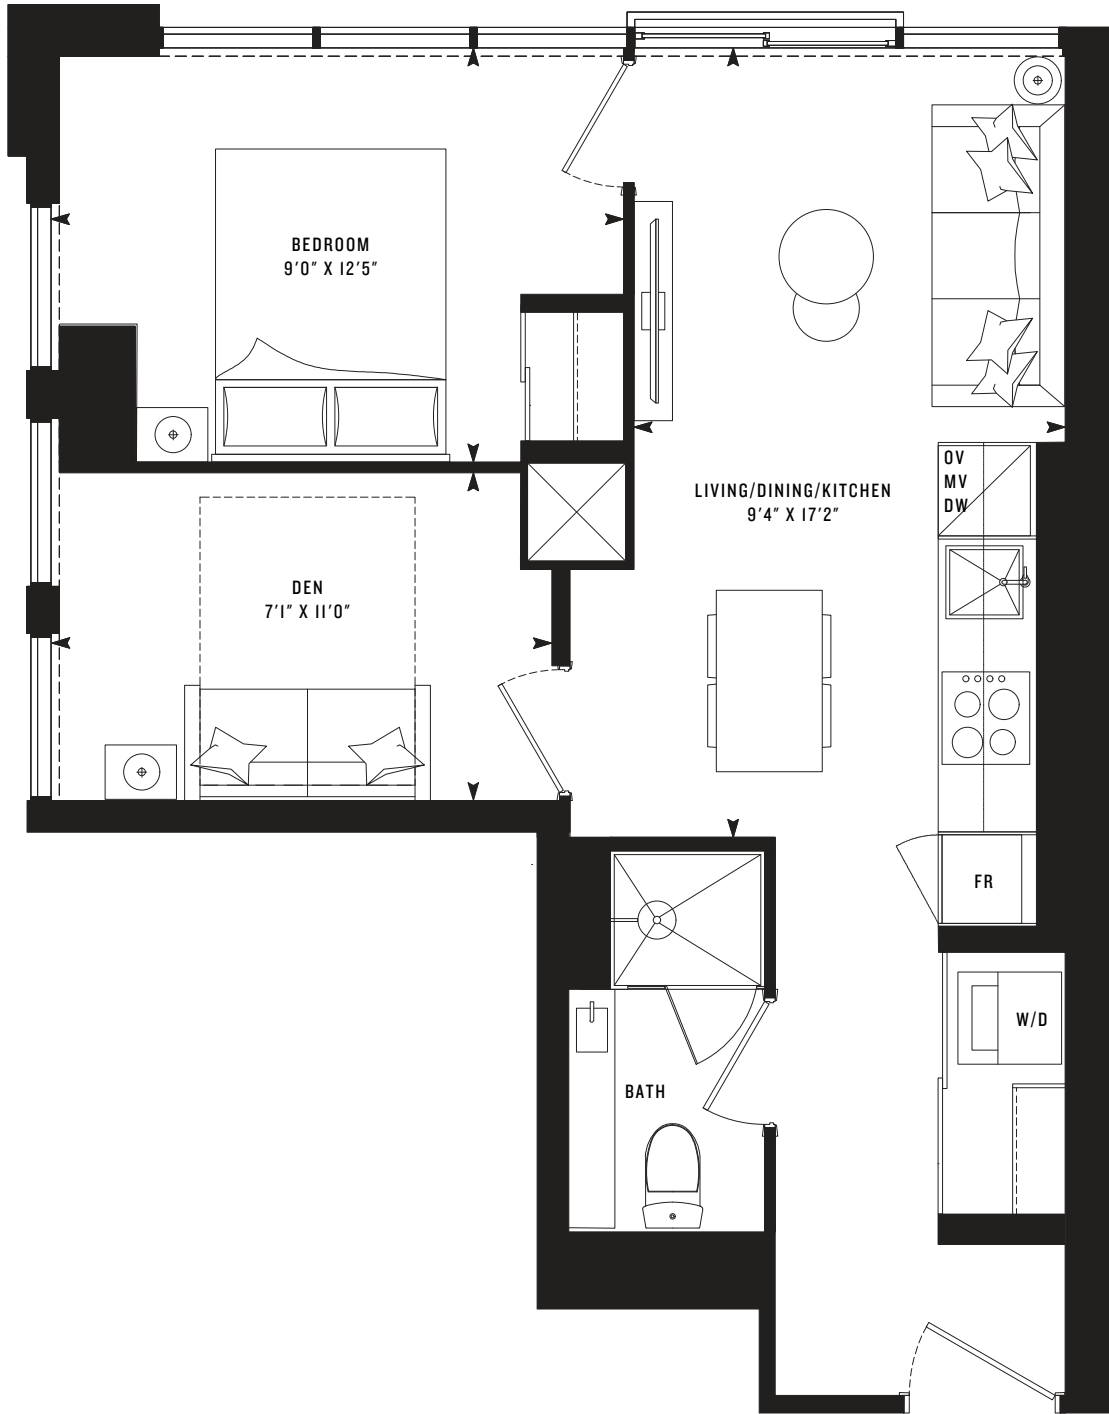 BEDROOM
9'0" X 12'5"
OV
MV
DW
LIVING/DINING/KITCHEN
9'4" X 17'2"
DEN
7'1" X 11'0"
FR
W/D
BATH